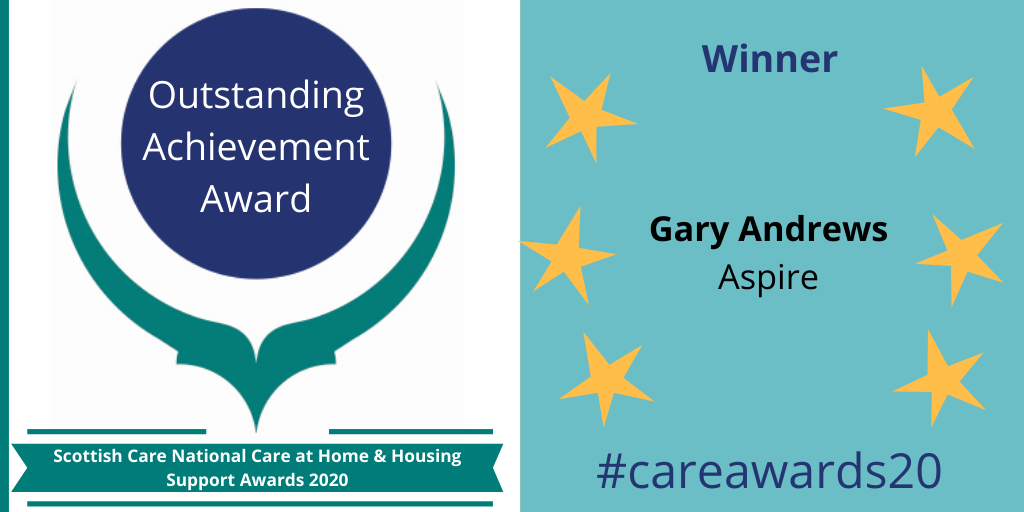 Outstanding
Achievement
Award
Scottish Care National Care at Home & Housing
Support Awards 2020
Winner
Gary Andrews
Aspire
#careawards20